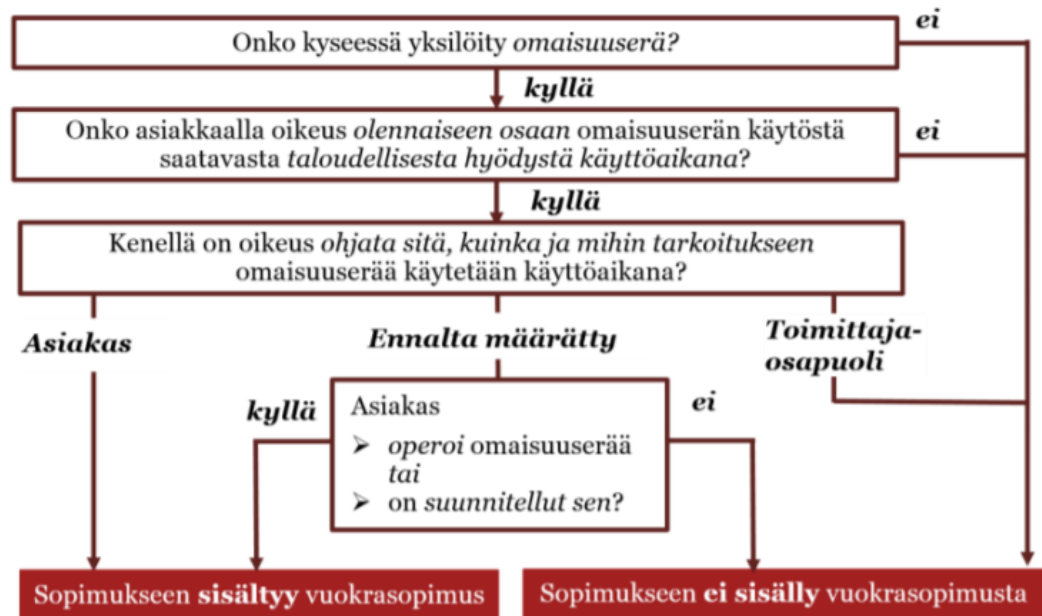 Onko kyseessä yksilöity omaisuuserä?
ei
kyllä
Onko asiakkaalla oikeus olennaiseen osaan omaisuuserän käytöstä
saatavasta taloudellisesta hyödystä käyttöaikana?
ei
kyllä
Kenellä on oikeus ohjata sitä, kuinka ja mihin tarkoitukseen
omaisuuserää käytetään käyttöaikana?
Asiakas
Ennalta määrätty
Toimittaja-
osapuoli
kyllä
Asiakas
➢ operoi omaisuuserää
tai
➢ on suunnitellut sen?
ei
Sopimukseen sisältyy vuokrasopimus
Sopimukseen ei sisälly vuokrasopimusta